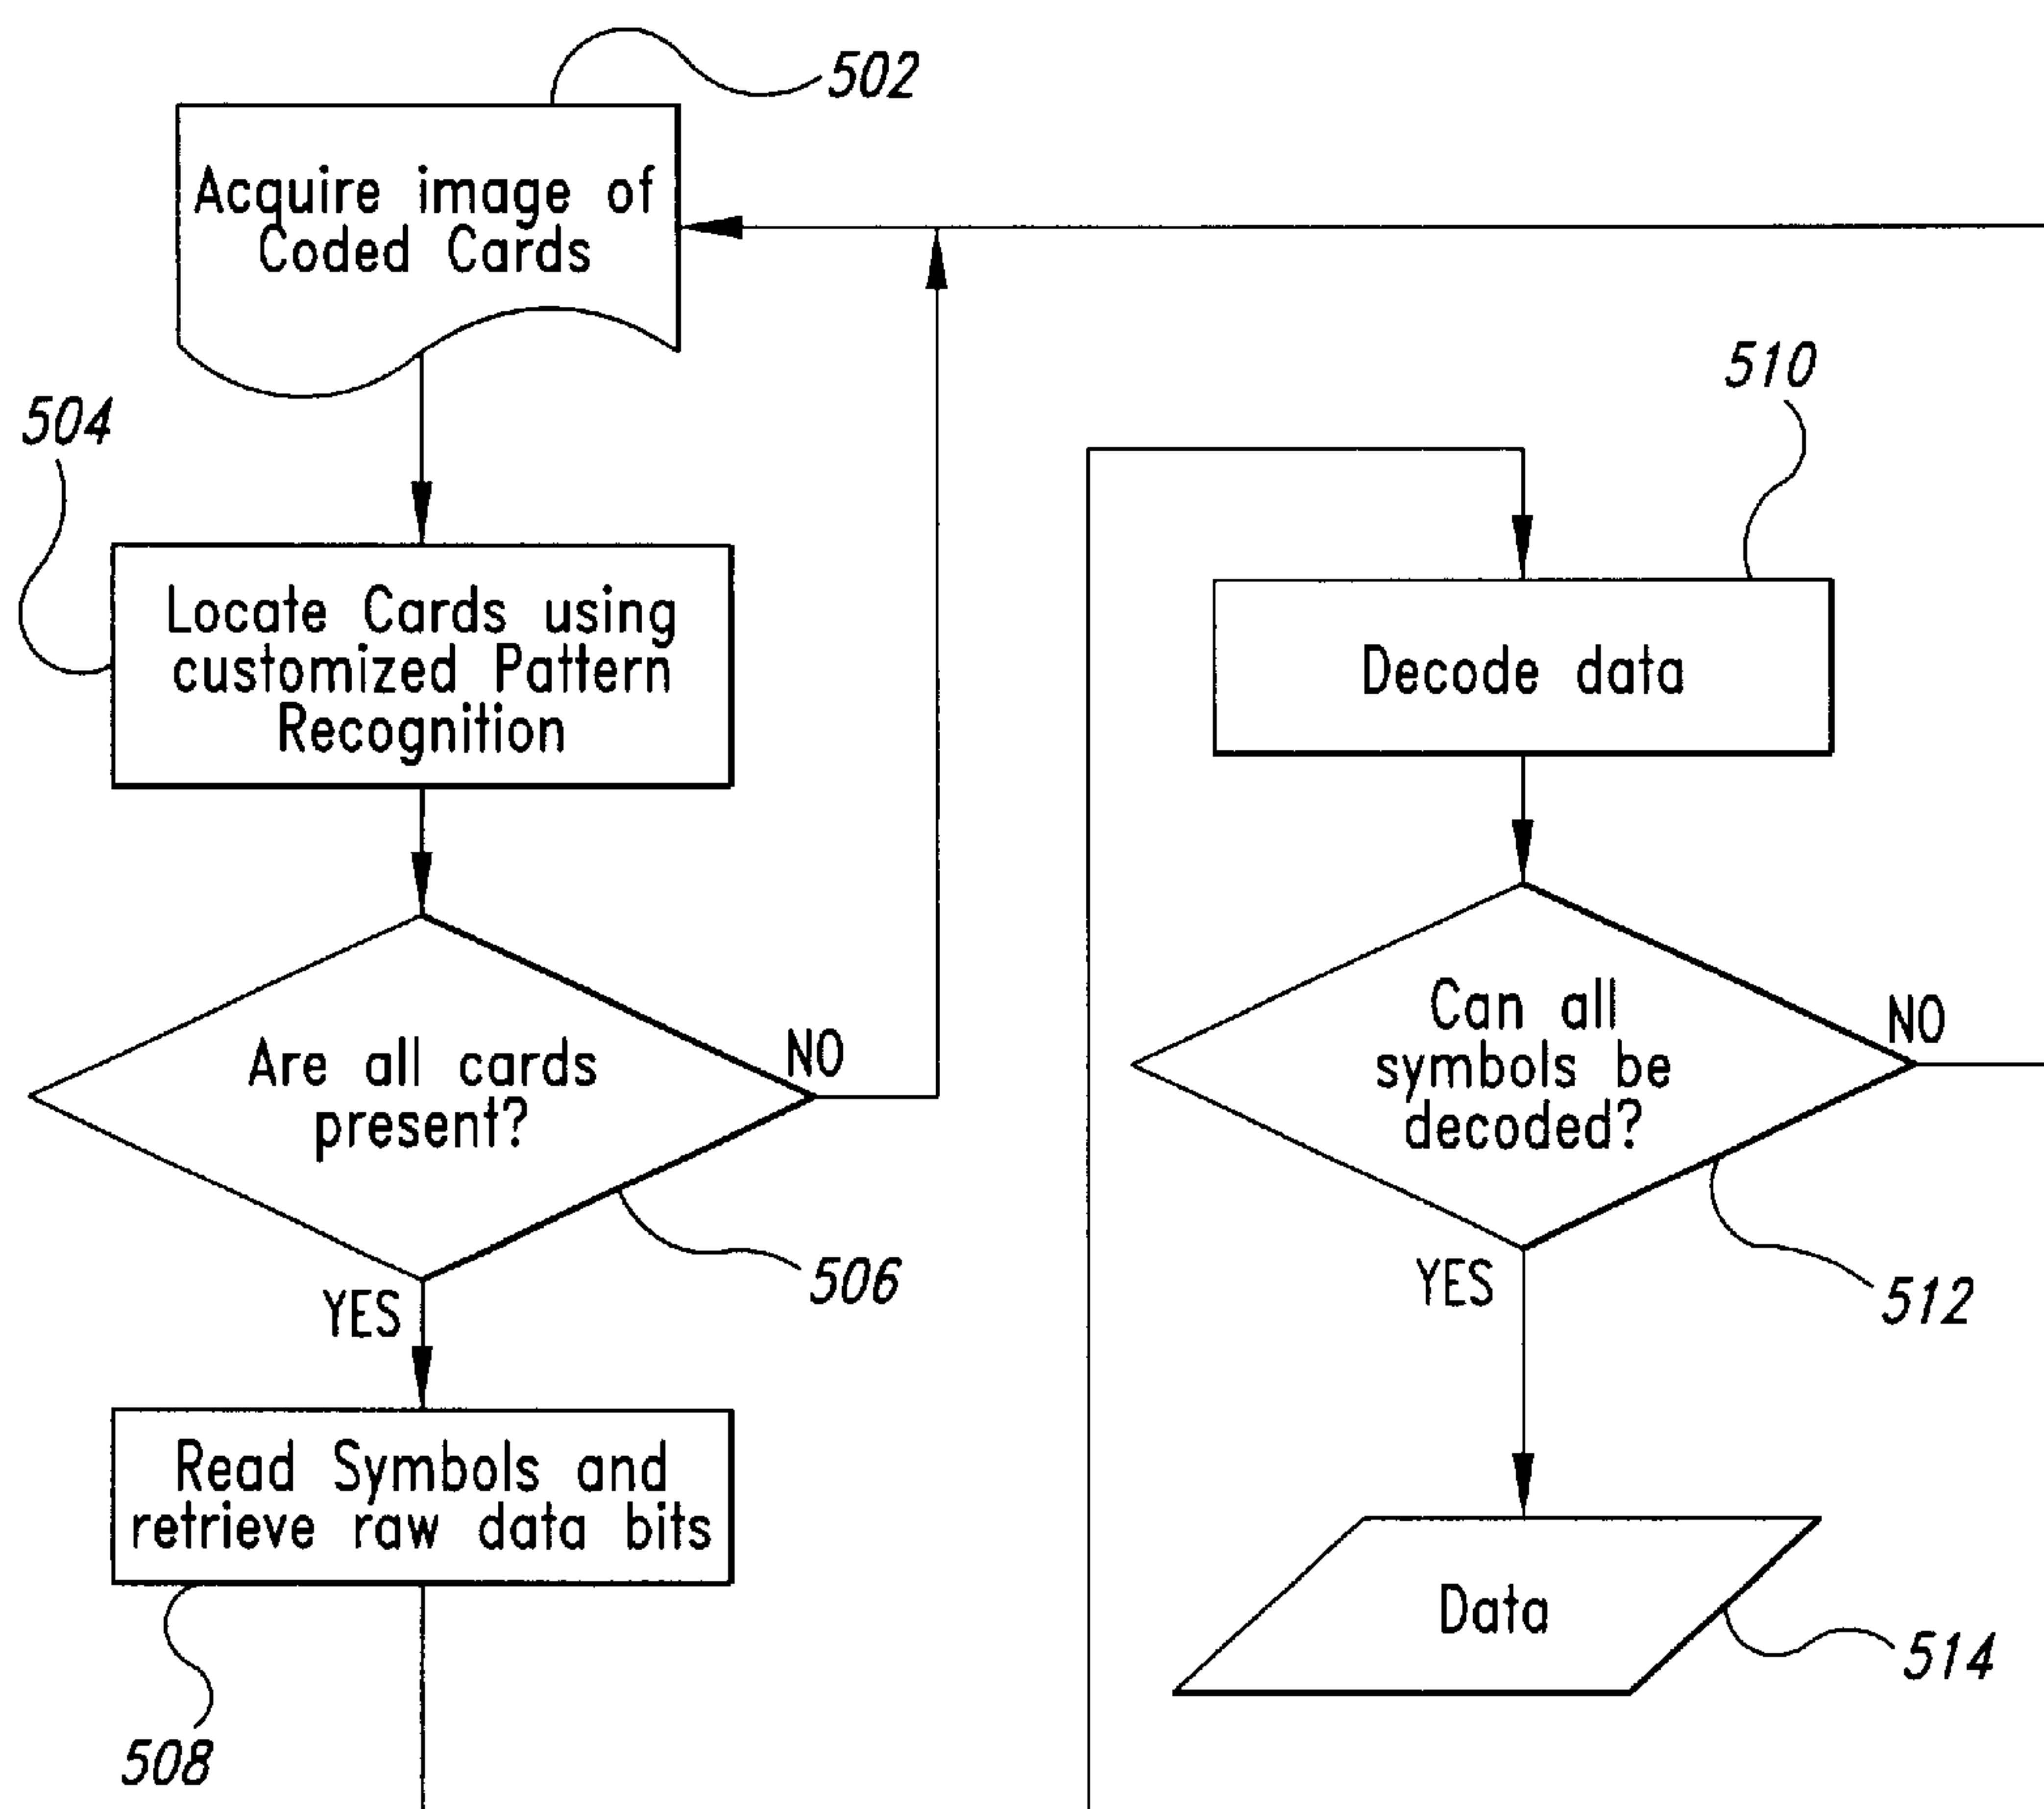 502
Acquire image of
Coded Cards
504
Locate Cards using
customized Pattern
Recognition
Are all cards
present?
NO
506
YES
Read Symbols and
retrieve raw data bits
508
510
Decode data
Can all
symbols be
decoded?
NO
512
YES
Data
514